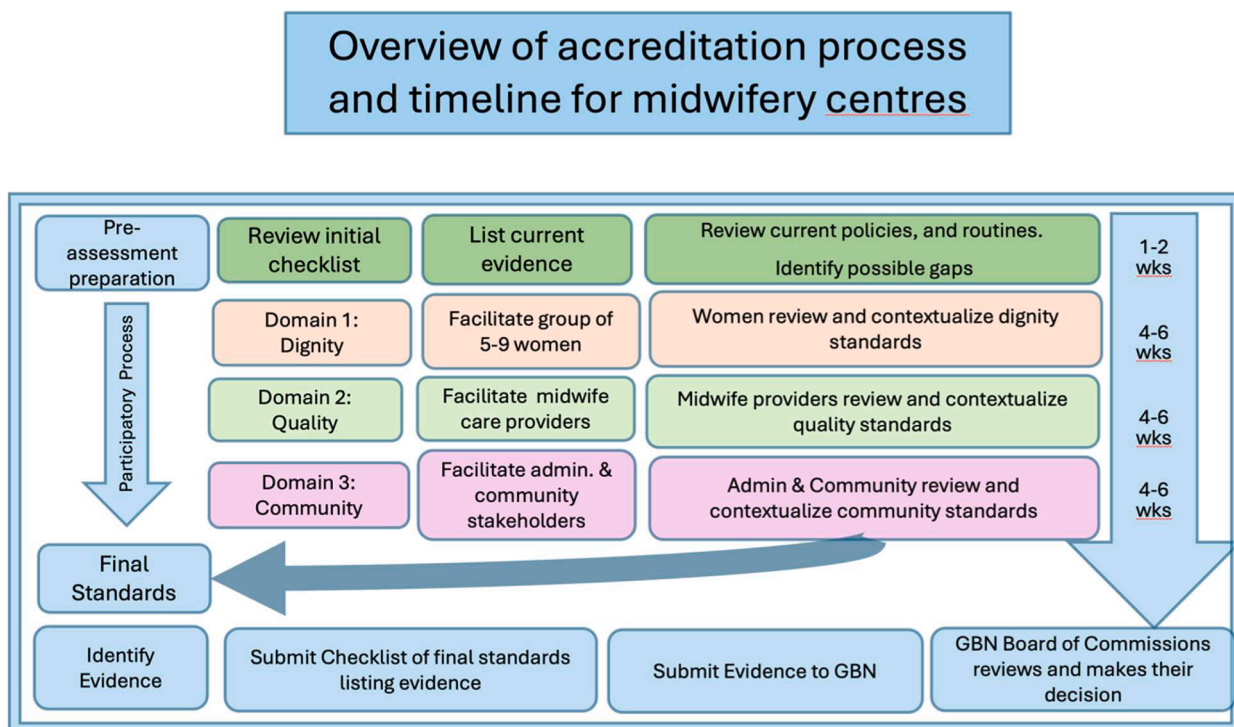 Overview of accreditation process
and timeline for midwifery centres
Pre-
assessment
preparation
Review initial
checklist
List current
evidence
Review current policies, and routines.
Identify possible gaps
1-2
wks
Participatory Process
Domain 1:
Dignity
Facilitate group of
5-9 women
Women review and contextualize dignity
standards
4-6
wks
Domain 2:
Quality
Facilitate midwife
care providers
Midwife providers review and contextualize
quality standards
4-6
wks
Domain 3:
Community
Facilitate admin. &
community
stakeholders
Admin & Community review and
contextualize community standards
4-6
wks
Final
Standards
Identify
Evidence
Submit Checklist of final standards
listing evidence
Submit Evidence to GBN
GBN Board of Commissions
reviews and makes their
decision